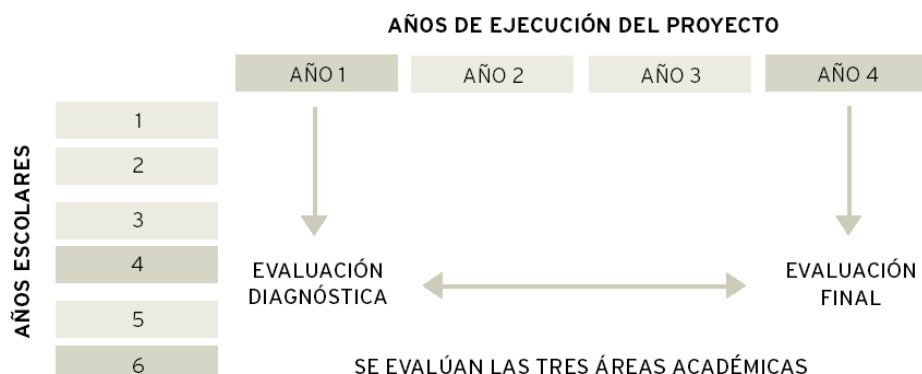 AÑOS DE EJECUCIÓN DEL PROYECTO
AÑO 1 AÑO 2 AÑO 3 AÑO 4
AÑOS ESCOLARES
1
2
3
4
5
6
EVALUACIÓN
DIAGNÓSTICA
EVALUACIÓN
FINAL
SE EVALÚAN LAS TRES ÁREAS ACADÉMICAS